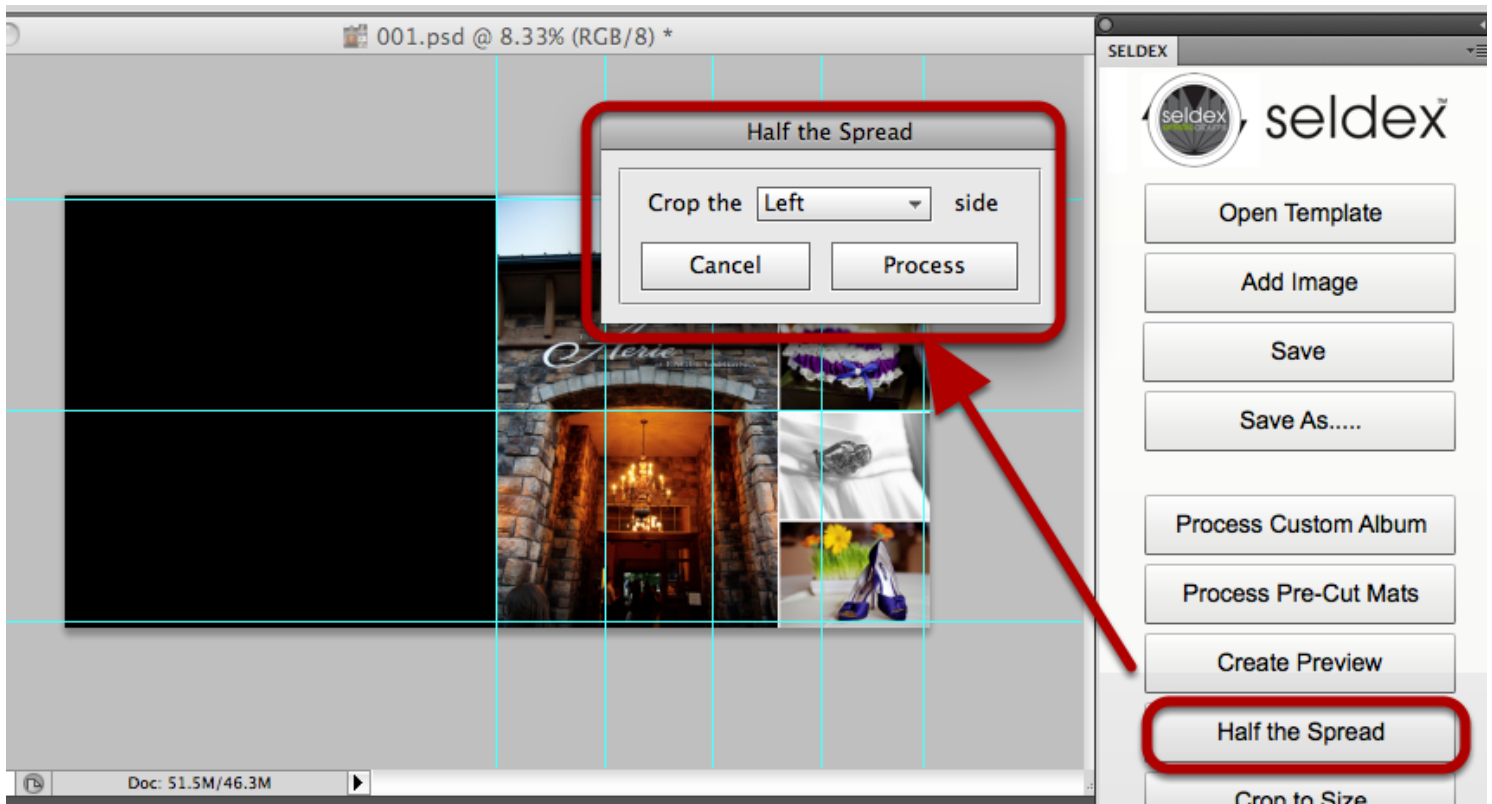 001.psd @ 8.33% (RGB/8) *
SELDEX
seldex
seldex™
Half the Spread
Crop the Left side
Cancel
Process
Open Template
Add Image
Save
Save As.....
Process Custom Album
Process Pre-Cut Mats
Create Preview
Half the Spread
Crop to Size
Aerie
Doc: 51.5M/46.3M